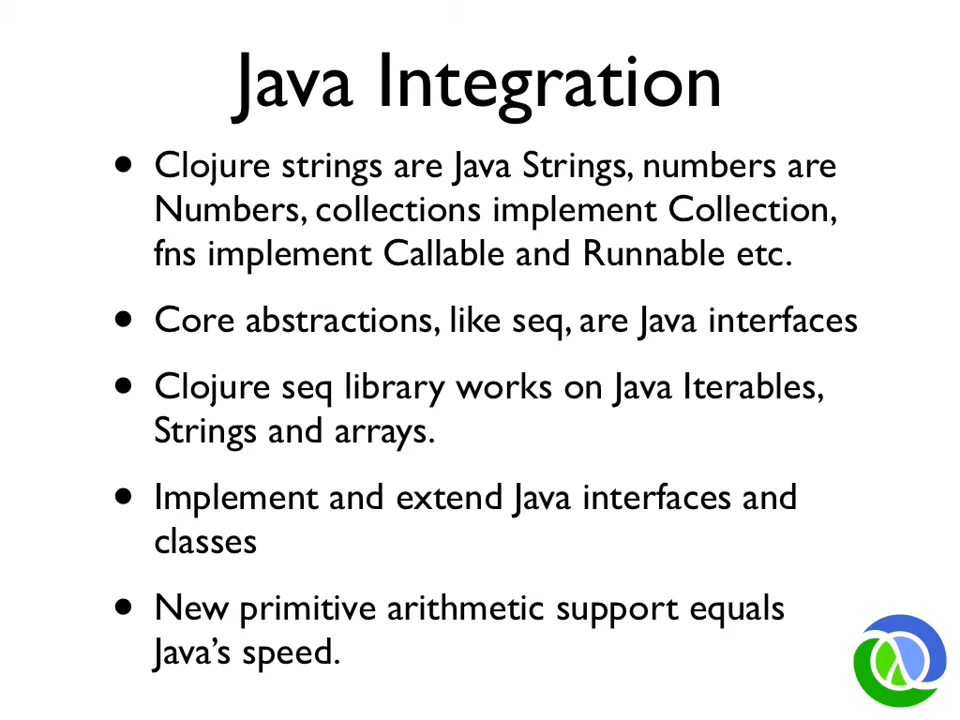 Java Integration
• Clojure strings are Java Strings, numbers are
Numbers, collections implement Collection,
fns implement Callable and Runnable etc.
• Core abstractions, like seq, are Java interfaces
• Clojure seq library works on Java Iterables,
Strings and arrays.
• Implement and extend Java interfaces and
classes
• New primitive arithmetic support equals
Java’s speed.